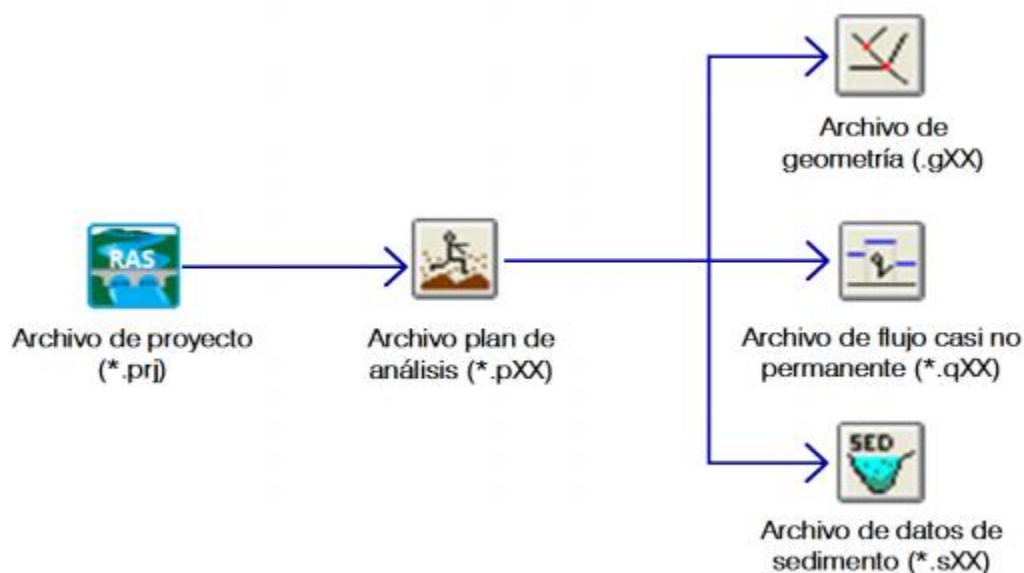 Archivo de
geometría (.gXX)
RAS
Archivo de proyecto
(*.prj)
Archivo plan de
análisis (*.pXX)
q
Archivo de flujo casi no
permanente (*.qXX)
SED
Archivo de datos de
sedimento (*.sXX)